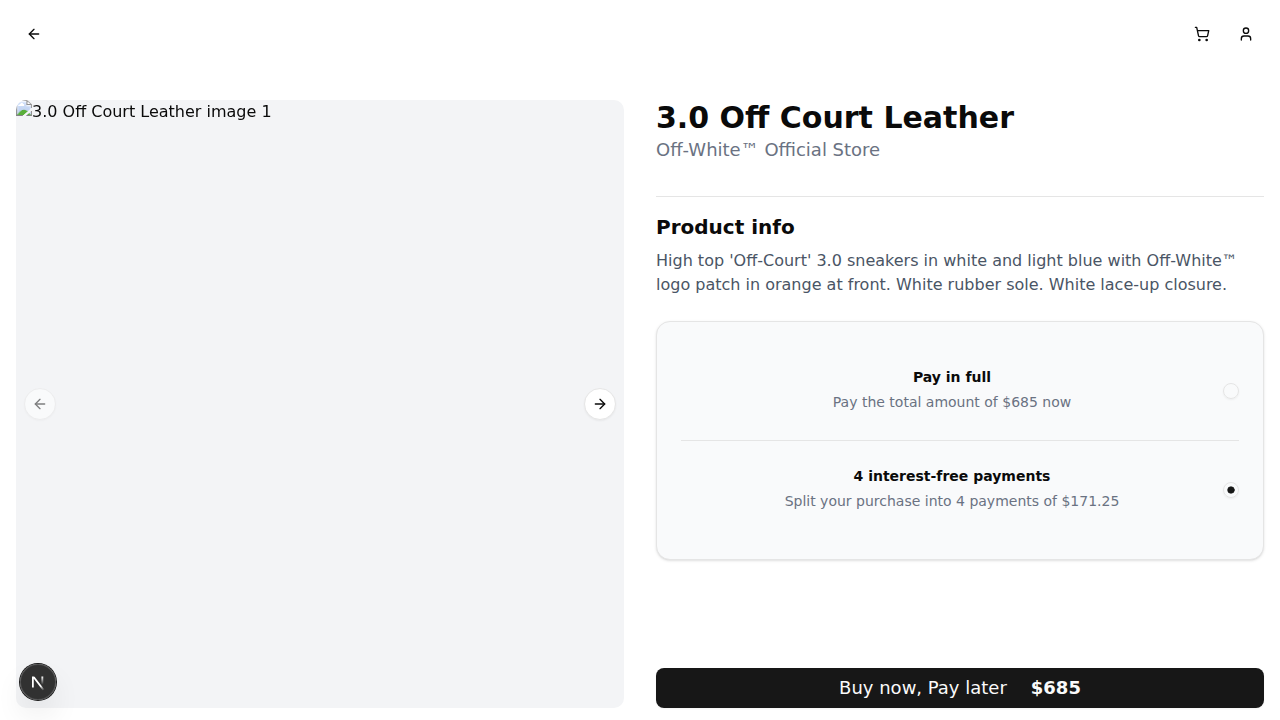 3.0 Off Court Leather image 1
3.0 Off Court Leather
Off-White™ Official Store
Product info
High top 'Off-Court' 3.0 sneakers in white and light blue with Off-White™
logo patch in orange at front. White rubber sole. White lace-up closure.
Pay in full
Pay the total amount of $685 now
4 interest-free payments
Split your purchase into 4 payments of $171.25
N
Buy now, Pay later $685